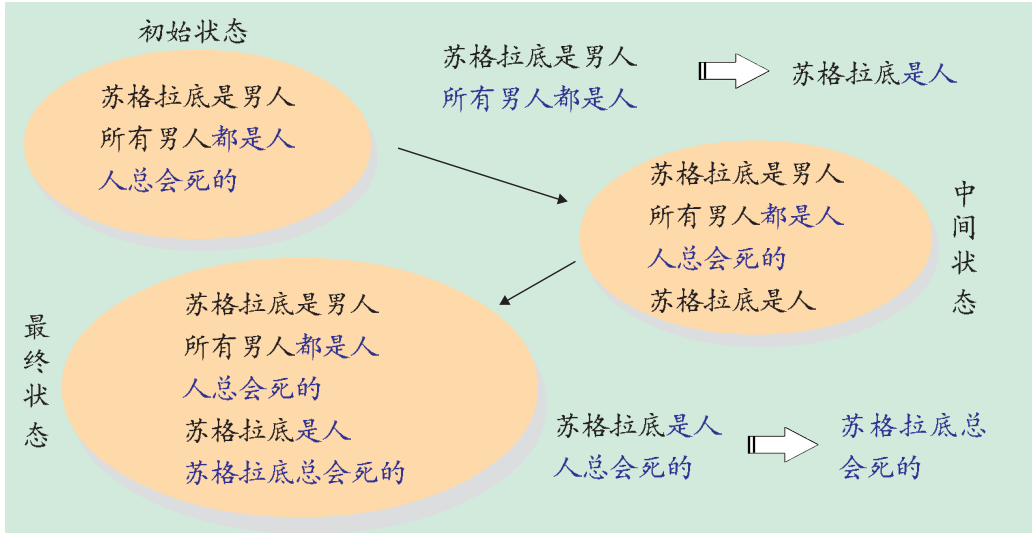 初始状态
苏格拉底是男人
所有男人都是人
人总会死的
苏格拉底是男人
所有男人都是人
苏格拉底是人
中间状态
苏格拉底是男人
所有男人都是人
人总会死的
苏格拉底是人
最终状态
苏格拉底是男人
所有男人都是人
人总会死的
苏格拉底是人
苏格拉底总会死的
苏格拉底是人
人总会死的
苏格拉底总
会死的